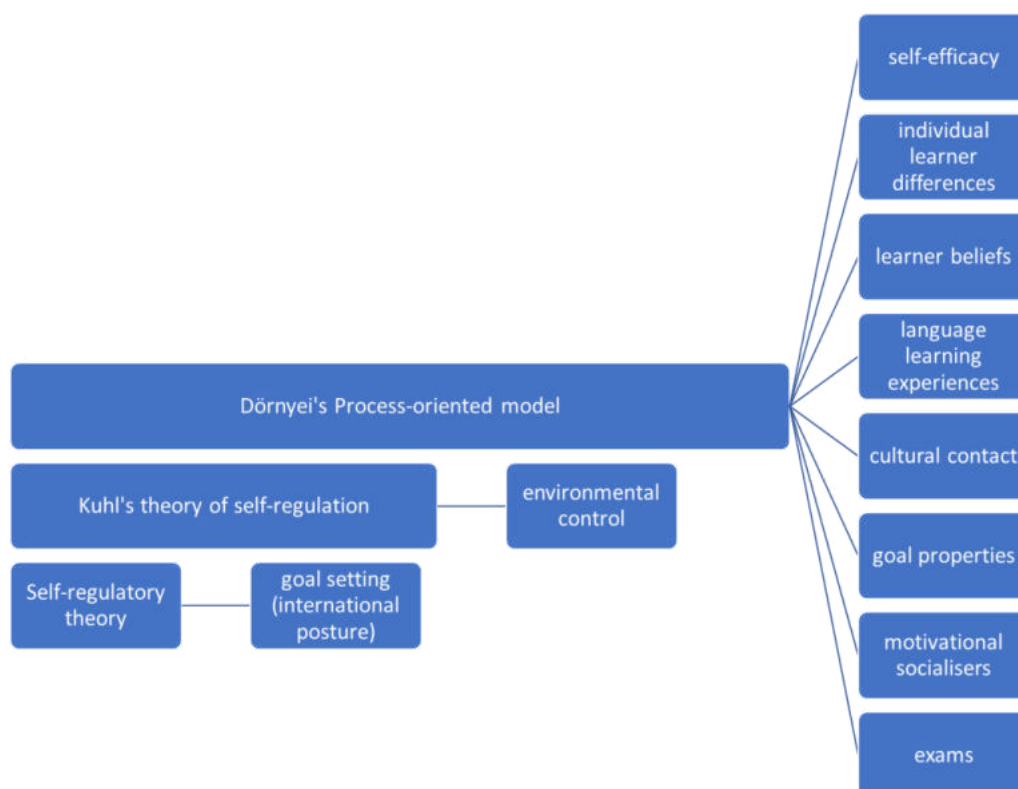 self-efficacy
individual
learner
differences
learner beliefs
language
learning
experiences
Dörnyei's Process-oriented model
cultural contact
Kuhl's theory of self-regulation
environmental
control
goal properties
Self-regulatory
theory
goal setting
(international
posture)
motivational
socialisers
exams